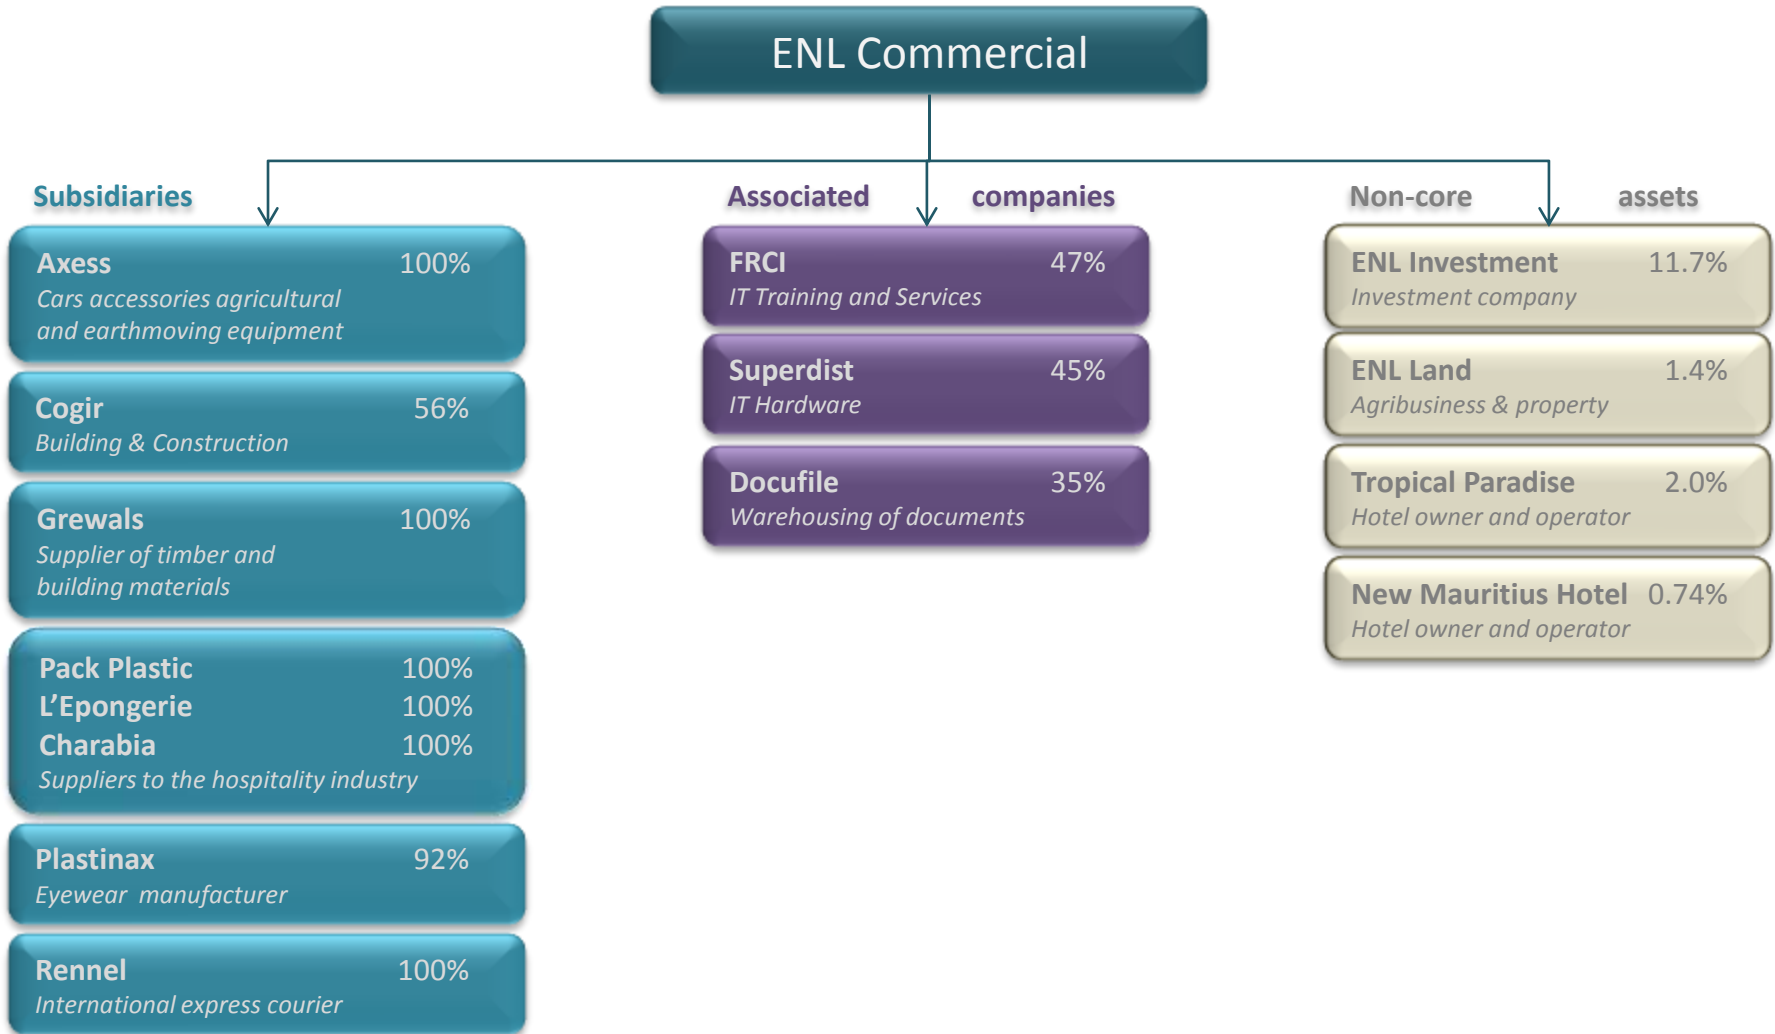 ENL Commercial
Subsidiaries
Axess 100%
Cars accessories agricultural
and earthmoving equipment
Cogir 56%
Building & Construction
Grewals 100%
Supplier of timber and
building materials
Pack Plastic 100%
L’Epongerie 100%
Charabia 100%
Suppliers to the hospitality industry
Plastinax 92%
Eyewear manufacturer
Rennel 100%
International express courier
Associated companies
FRCI 47%
IT Training and Services
Superdist 45%
IT Hardware
Docufile 35%
Warehousing of documents
Non-core assets
ENL Investment 11.7%
Investment company
ENL Land 1.4%
Agribusiness & property
Tropical Paradise 2.0%
Hotel owner and operator
New Mauritius Hotel 0.74%
Hotel owner and operator